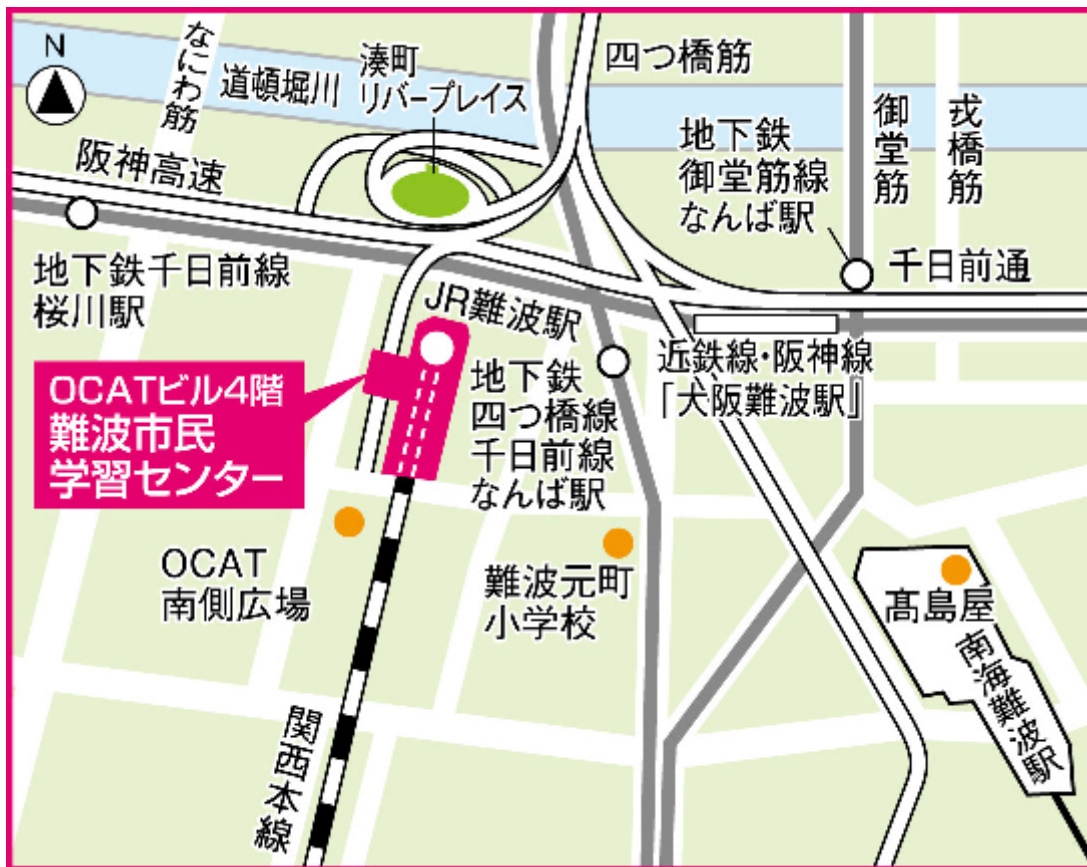 N
なにわ筋
道頓堀川
湊町
リバープレイス
四つ橋筋
地下鉄
御堂筋線
なんば駅
御堂筋
戎橋筋
阪神高速
地下鉄千日前線
桜川駅
千日前通
JR難波駅
近鉄線・阪神線
「大阪難波駅」
OCATビル4階
難波市民
学習センター
地下鉄
四つ橋線
千日前線
なんば駅
OCAT
南側広場
難波元町
小学校
髙島屋
南海難波駅
関西本線